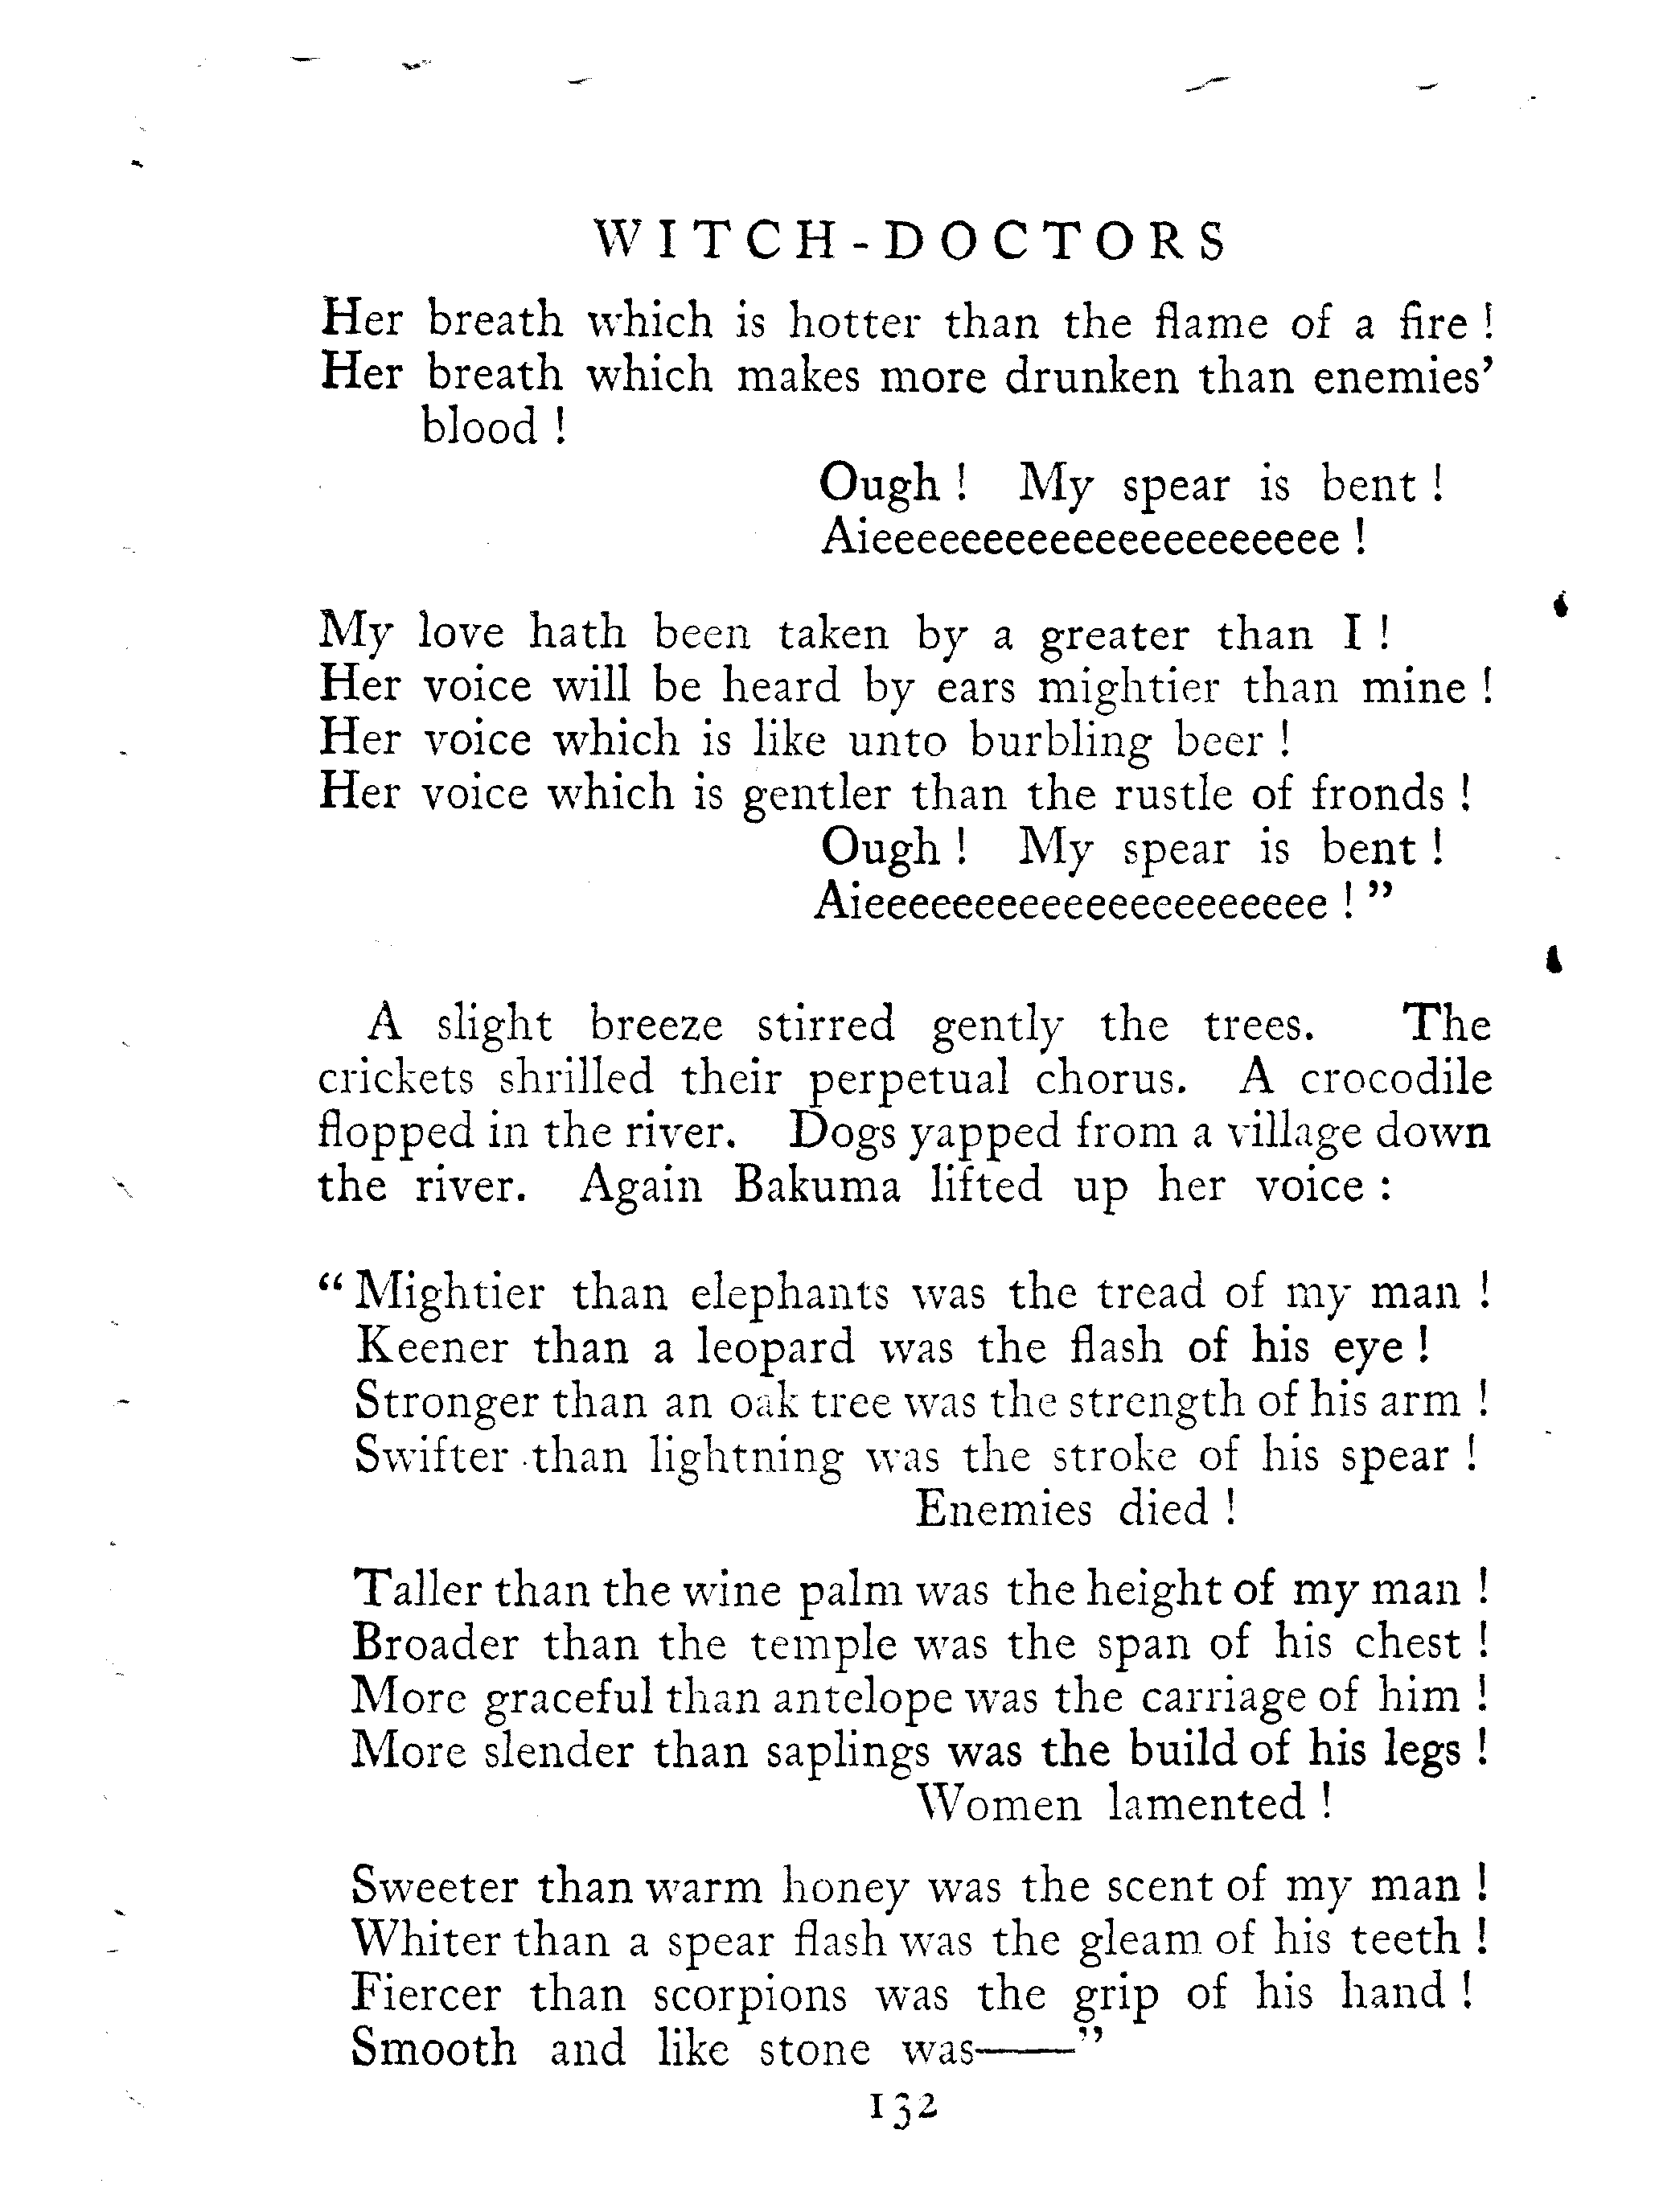 WITCH-DOCTORS
Her breath which is hotter than the flame of a fire !
Her breath which makes more drunken than enemies’
blood !
Ough ! My spear is bent !
Aieeeeeeeeeeeeeeeeeeeeee !
My love hath been taken by a greater than I !
Her voice will be heard by ears mightier than mine !
Her voice which is like unto burbling beer !
Her voice which is gentler than the rustle of fronds !
Ough ! My spear is bent !
Aieeeeeeeeeeeeeeeeeeeeee ! ”
A slight breeze stirred gently the trees. The
crickets shrilled their perpetual chorus. A crocodile
flopped in the river. Dogs yapped from a village down
the river. Again Bakuma lifted up her voice :
“ Mightier than elephants was the tread of my man !
Keener than a leopard was the flash of his eye !
Stronger than an oak tree was the strength of his arm !
Swifter than lightning was the stroke of his spear !
Enemies died !
Taller than the wine palm was the height of my man !
Broader than the temple was the span of his chest !
More graceful than antelope was the carriage of him !
More slender than saplings was the build of his legs !
Women lamented !
Sweeter than warm honey was the scent of my man !
Whiter than a spear flash was the gleam of his teeth !
Fiercer than scorpions was the grip of his hand !
Smooth and like stone was——”
132